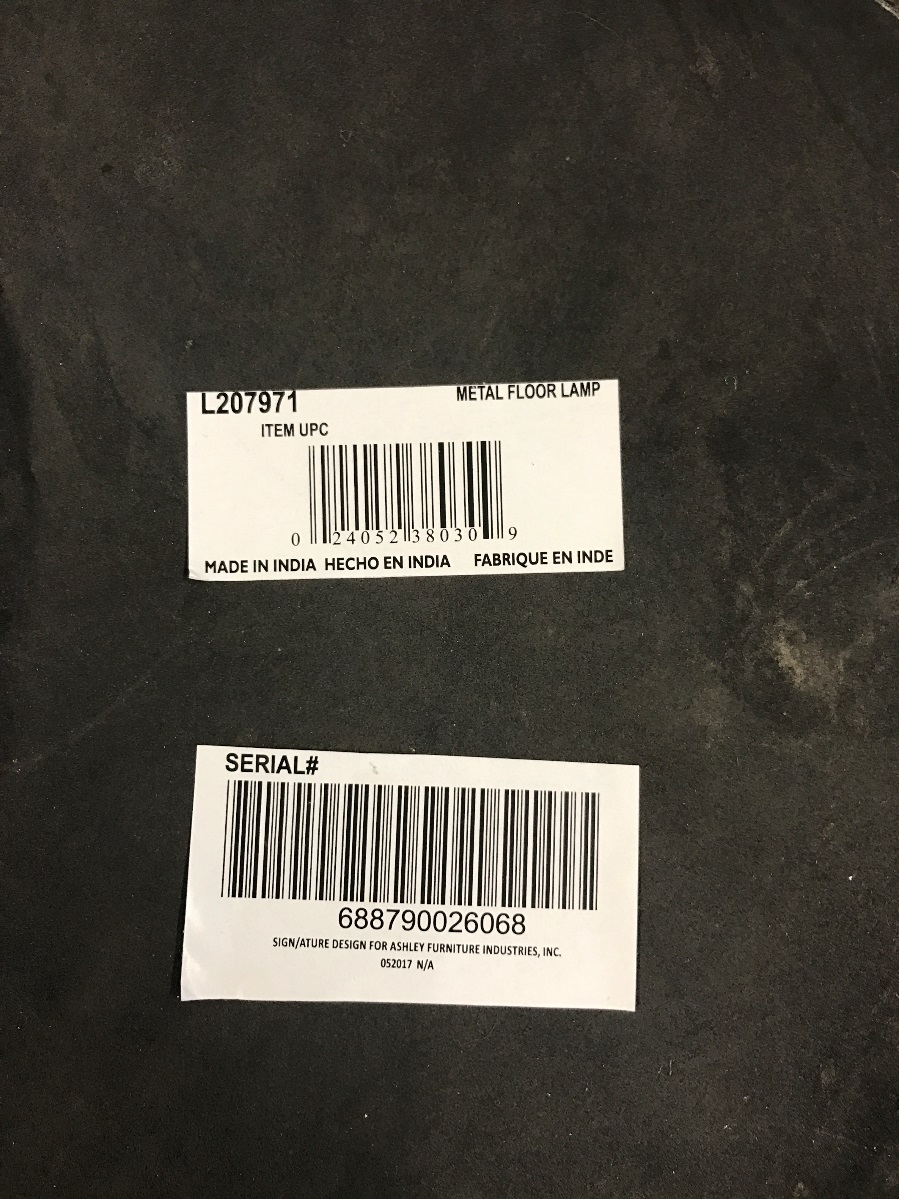 L207971 METAL FLOOR LAMP
ITEM UPC
0 24052 38030 9
MADE IN INDIA HECHO EN INDIA FABRIQUE EN INDE
SERIAL#
688790026068
SIGN/ATURE DESIGN FOR ASHLEY FURNITURE INDUSTRIES, INC.
052017 N/A